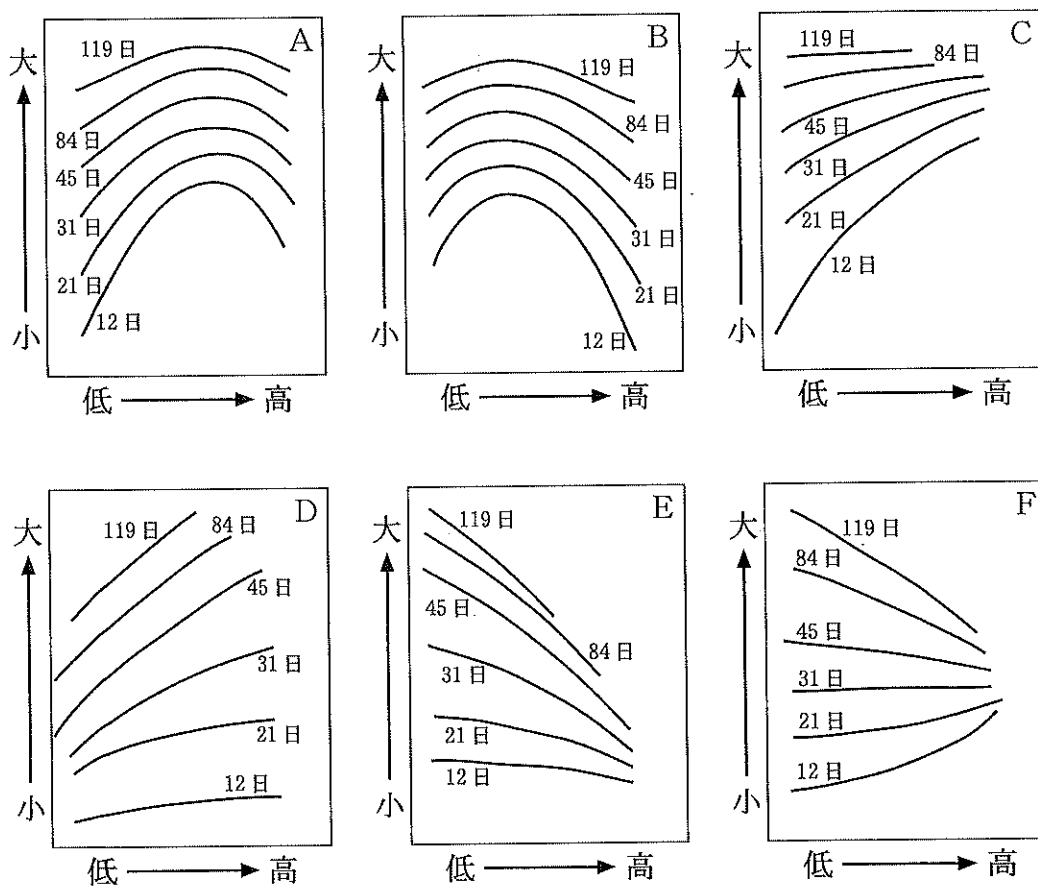 A
大
小
119日
84日
45日
31日
21日
12日
低
高
B
大
小
119日
84日
45日
31日
21日
12日
低
高
C
大
小
119日
84日
45日
31日
21日
12日
低
高
D
大
小
119日
84日
45日
31日
21日
12日
低
高
E
大
小
119日
84日
45日
31日
21日
12日
低
高
F
大
小
119日
84日
45日
31日
21日
12日
低
高